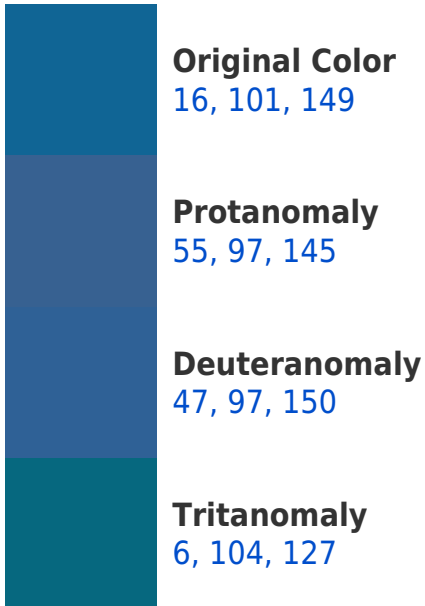 Original Color
16, 101, 149
Protanomaly
55, 97, 145
Deuteranomaly
47, 97, 150
Tritanomaly
6, 104, 127